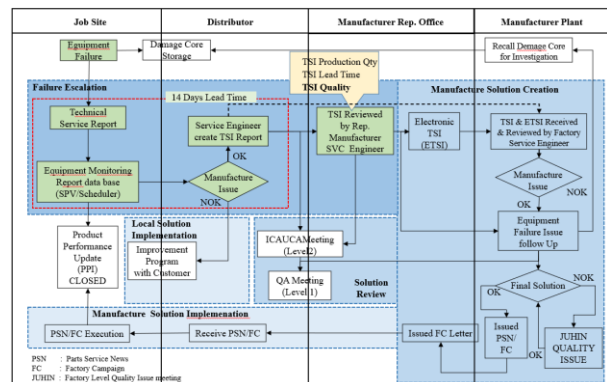 Job Site
Distributor
Manufacturer Rep. Office
Manufacturer Plant
Equipment
Failure
Damage Core
Storage
TSI Production Qty
TSI Lead Time
TSI Quality
Recall Damage Core
for Investigation
Failure Escalation
14 Days Lead Time
Manufacture Solution Creation
Technical
Service Report
Service Engineer
create TSI Report
TSI Reviewed
by Rep.
Manufacturer
SVC Engineer
Electronic
TSI
(ETSI)
TSI & ETSI Received
& Reviewed by Factory
Service Engineer
OK
Equipment Monitoring
Report data base
(SPV/Scheduler)
Manufacture
Issue
NOK
Manufacture
Issue
NOK
OK
Product
Performance
Update
(PPI)
CLOSED
Local Solution
Implementation
Improvement
Program
with Customer
ICAUCAMeeting
(Level2)
QA Meeting
(Level 1)
Solution
Review
Equipment
Failure Issue
follow Up
Final Solution
OK
NOK
Manufacture Solution Implemenation
PSN/FC Execution
Receive PSN/FC
Issued FC Letter
Issued
PSN/
FC
OK
JUHIN
QUALITY
ISSUE
PSN : Parts Service News
FC : Factory Campaign
JUHIN : Factory Level Quality Issue meeting